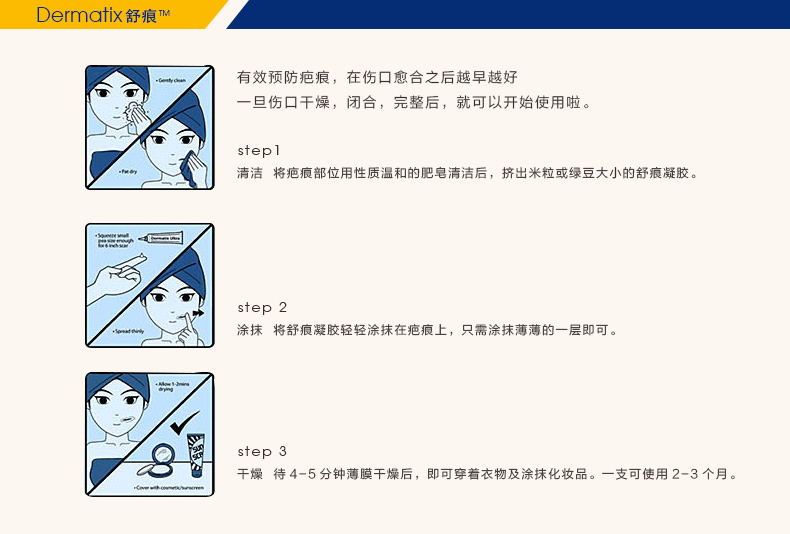 Dermatix 舒痕™
有效预防疤痕，在伤口愈合之后越早越好
一旦伤口干燥，闭合，完整后，就可以开始使用啦。
• Gently clean
• Pat dry
step1
清洁 将疤痕部位用性质温和的肥皂清洁后，挤出米粒或绿豆大小的舒痕凝胶。
• Squeeze small
pea size enough
for 6 inch scar
Dermatix Ultra
• Spread thinly
step 2
涂抹 将舒痕凝胶轻轻涂抹在疤痕上，只需涂抹薄薄的一层即可。
• Allow 1-2mins
drying
SUN
SCR
• Cover with cosmetic/sunscreen
step 3
干燥 待 4-5 分钟薄膜干燥后，即可穿着衣物及涂抹化妆品。一支可使用 2-3 个月。